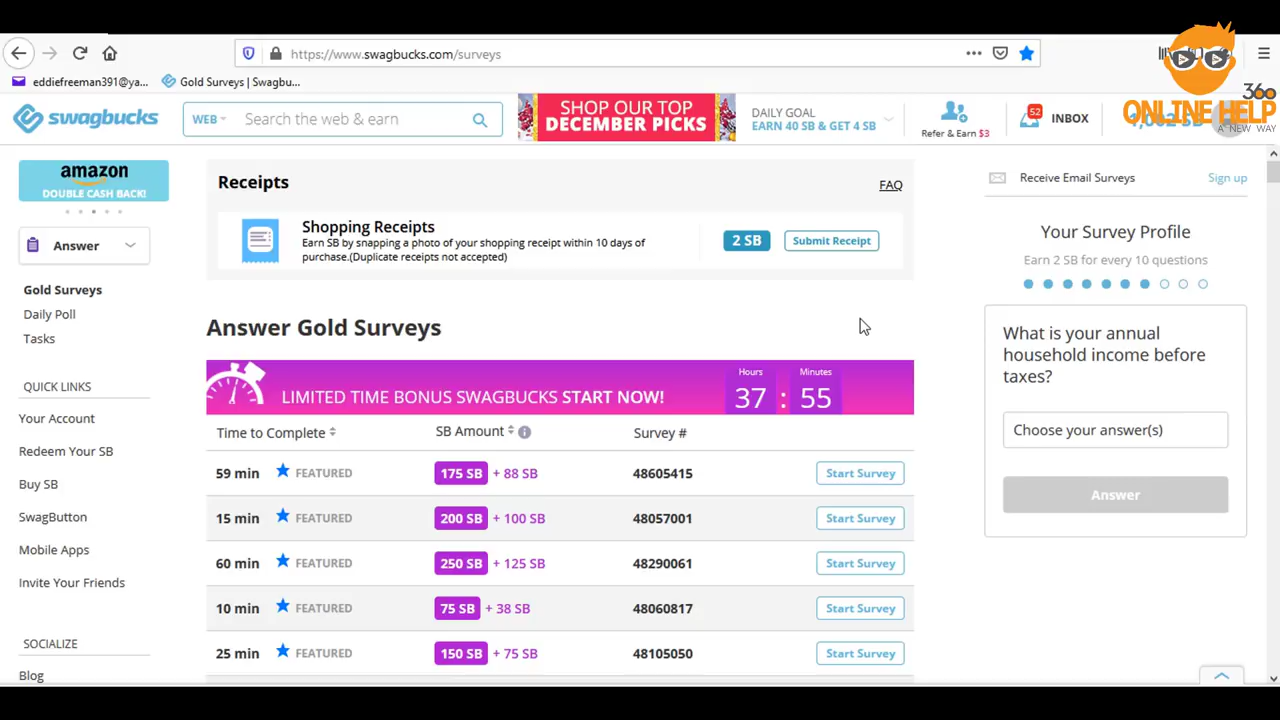 https://www.swagbucks.com/surveys
eddiefreeman391@ya...
Gold Surveys | Swagbu...
swagbucks
WEB
Search the web & earn
SHOP OUR TOP
DECEMBER PICKS
DAILY GOAL
EARN 40 SB & GET 4 SB
Refer & Earn $3
52
INBOX
360
ONLINE HELP
A NEW WAY
amazon
DOUBLE CASH BACK!
Answer
Gold Surveys
Daily Poll
Tasks
QUICK LINKS
Your Account
Redeem Your SB
Buy SB
SwagButton
Mobile Apps
Invite Your Friends
SOCIALIZE
Blog
Receipts
FAQ
Shopping Receipts
Earn SB by snapping a photo of your shopping receipt within 10 days of
purchase.(Duplicate receipts not accepted)
2 SB
Submit Receipt
Answer Gold Surveys
LIMITED TIME BONUS SWAGBUCKS START NOW!
Hours Minutes
37 : 55
Time to Complete SB Amount Survey #
59 min FEATURED 175 SB + 88 SB 48605415 Start Survey
15 min FEATURED 200 SB + 100 SB 48057001 Start Survey
60 min FEATURED 250 SB + 125 SB 48290061 Start Survey
10 min FEATURED 75 SB + 38 SB 48060817 Start Survey
25 min FEATURED 150 SB + 75 SB 48105050 Start Survey
Receive Email Surveys
Sign up
Your Survey Profile
Earn 2 SB for every 10 questions
What is your annual
household income before
taxes?
Choose your answer(s)
Answer